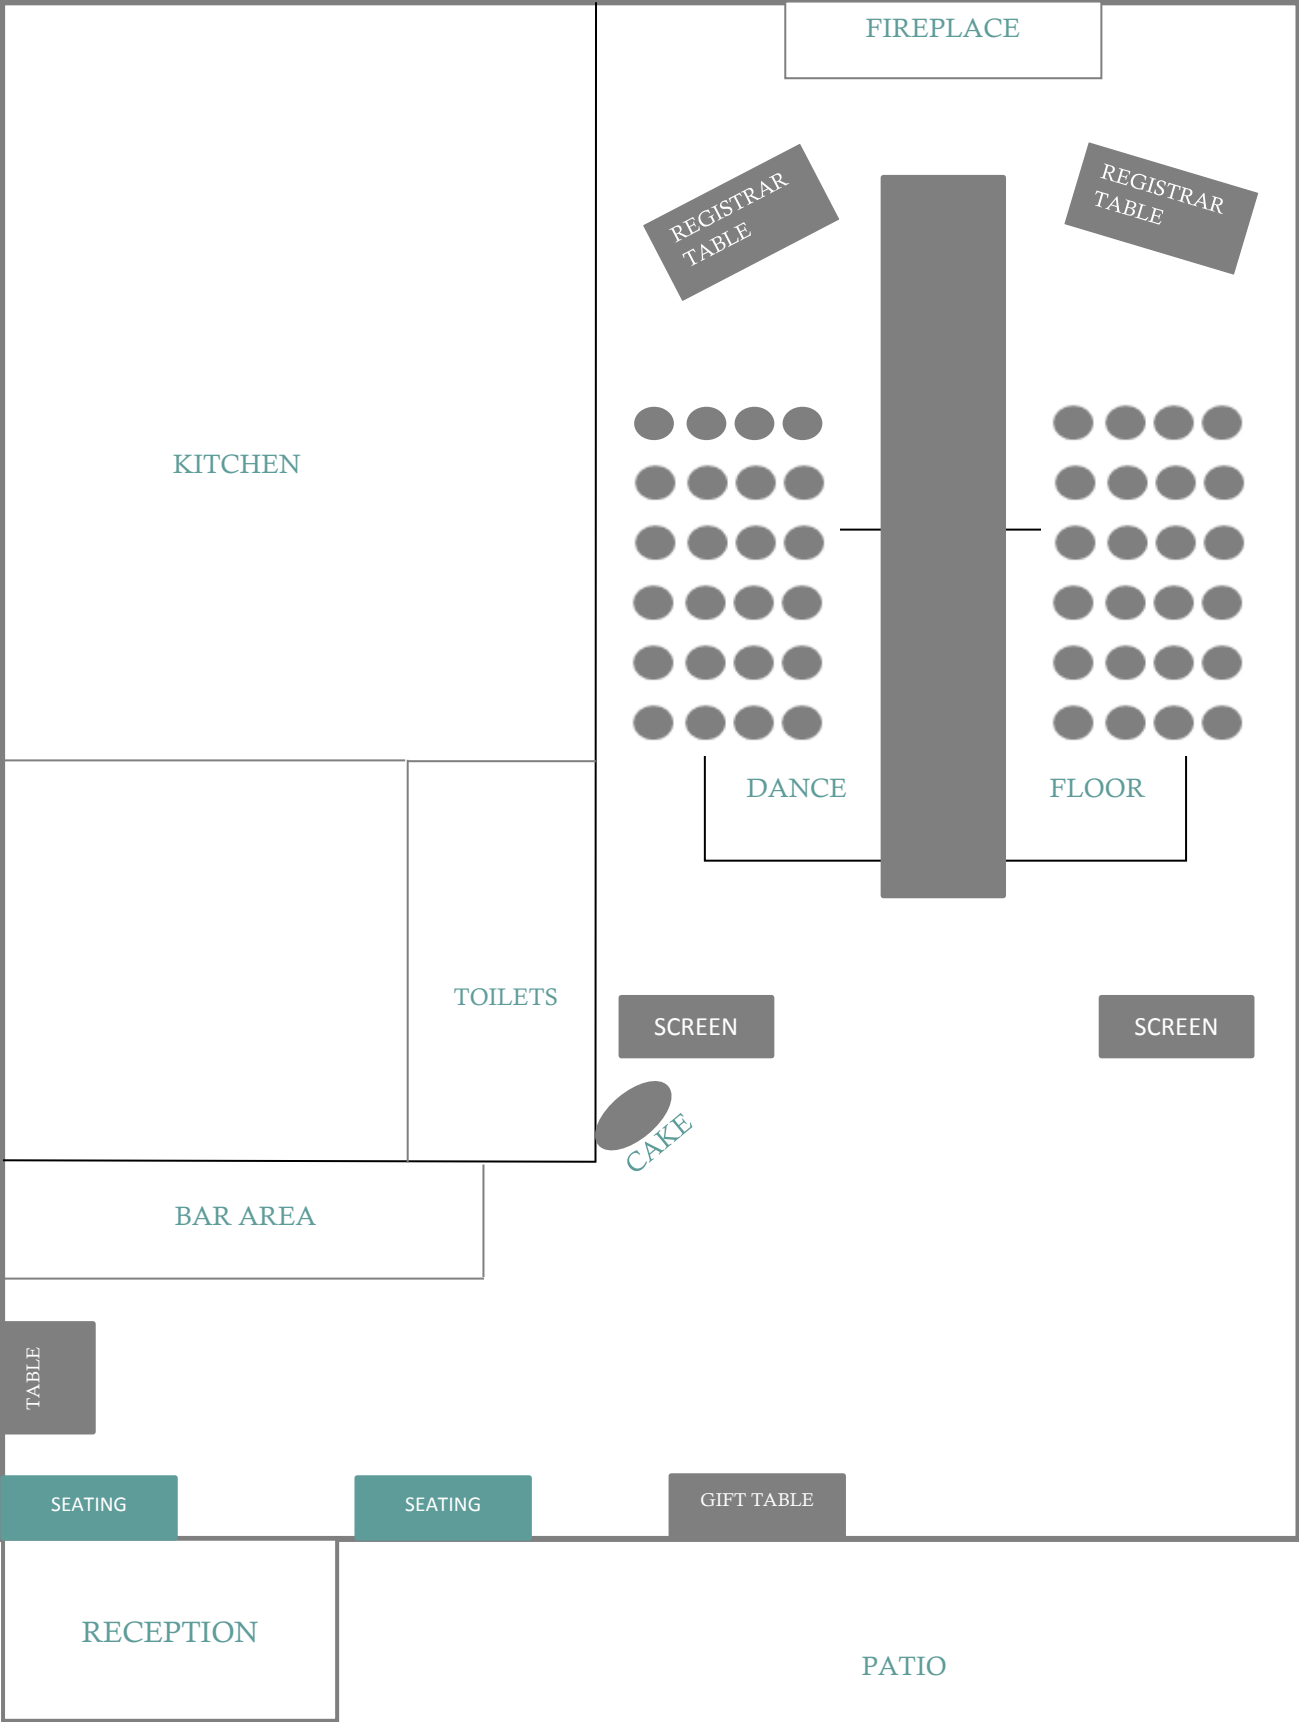 FIREPLACE
REGISTRAR
TABLE
REGISTRAR
TABLE
KITCHEN
DANCE
FLOOR
TOILETS
SCREEN
SCREEN
CAKE
BAR AREA
TABLE
SEATING
SEATING
GIFT TABLE
RECEPTION
PATIO